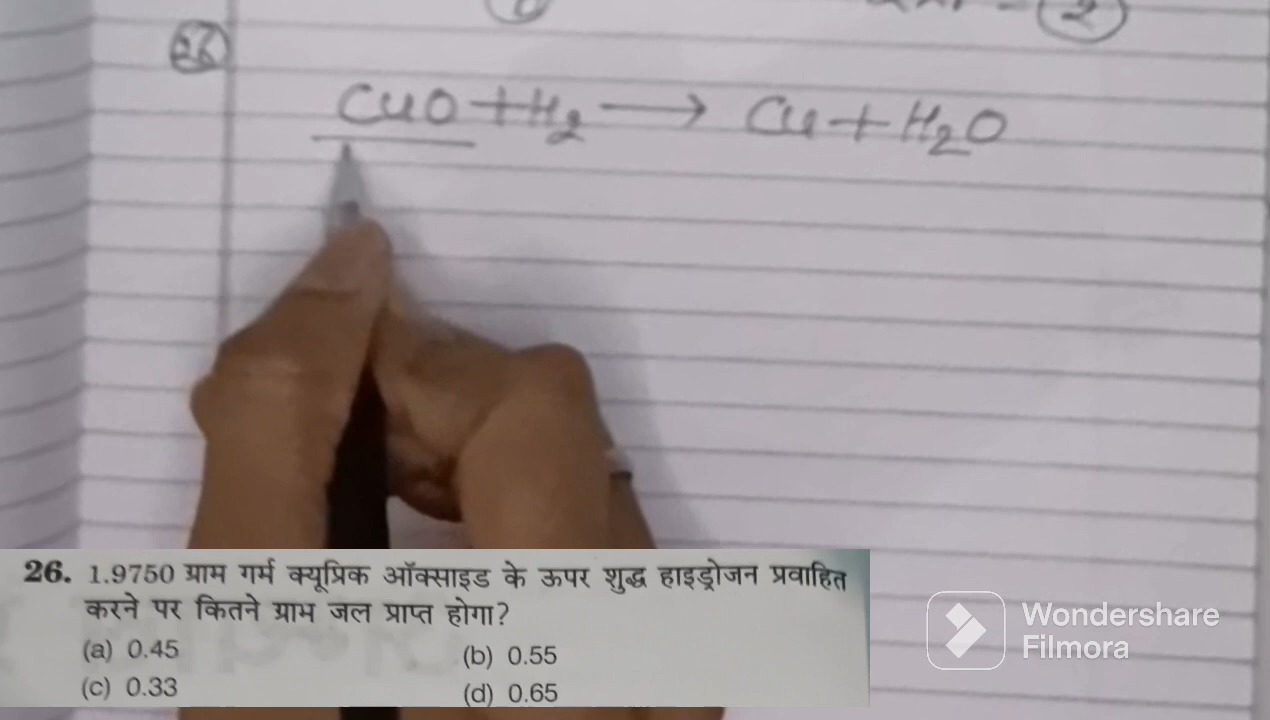 26
CuO + H₂ → Cu + H₂O
26. 1.9750 ग्राम गर्म क्यूप्रिक ऑक्साइड के ऊपर शुद्ध हाइड्रोजन प्रवाहित
करने पर कितने ग्राम जल प्राप्त होगा?
(a) 0.45 (b) 0.55
(c) 0.33 (d) 0.65
Wondershare
Filmora